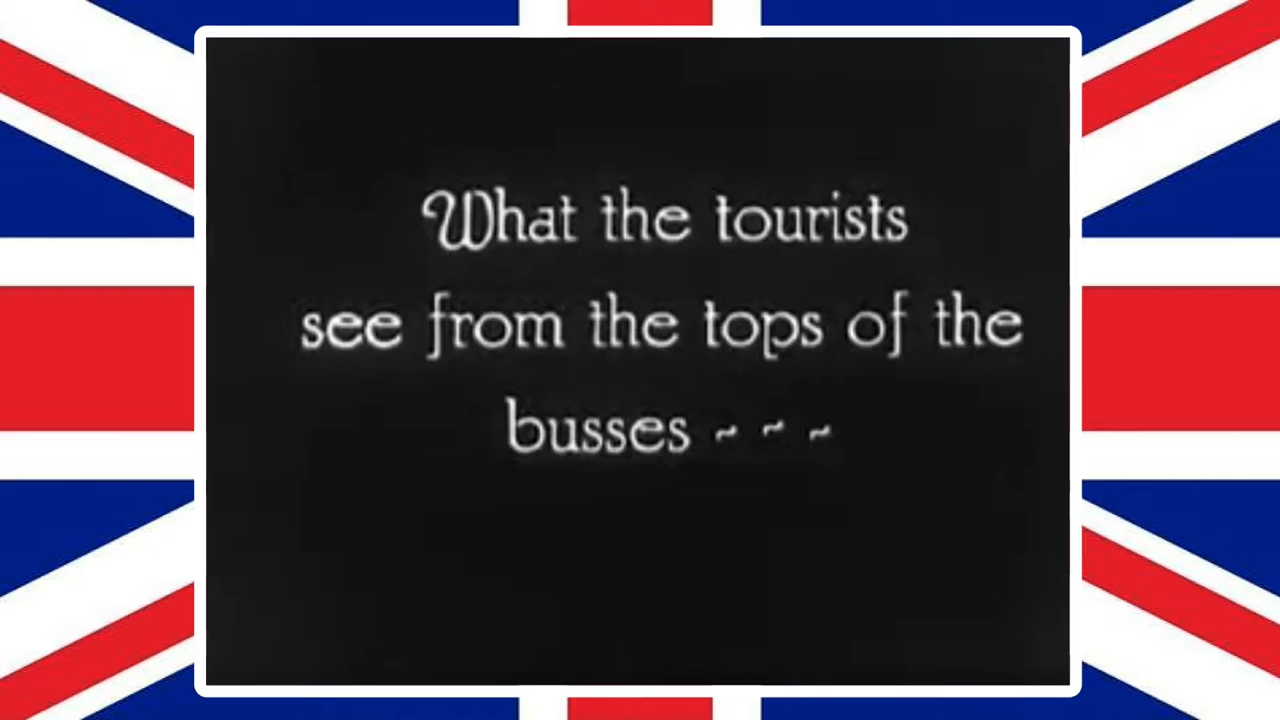 What the tourists
see from the tops of the
busses - - -